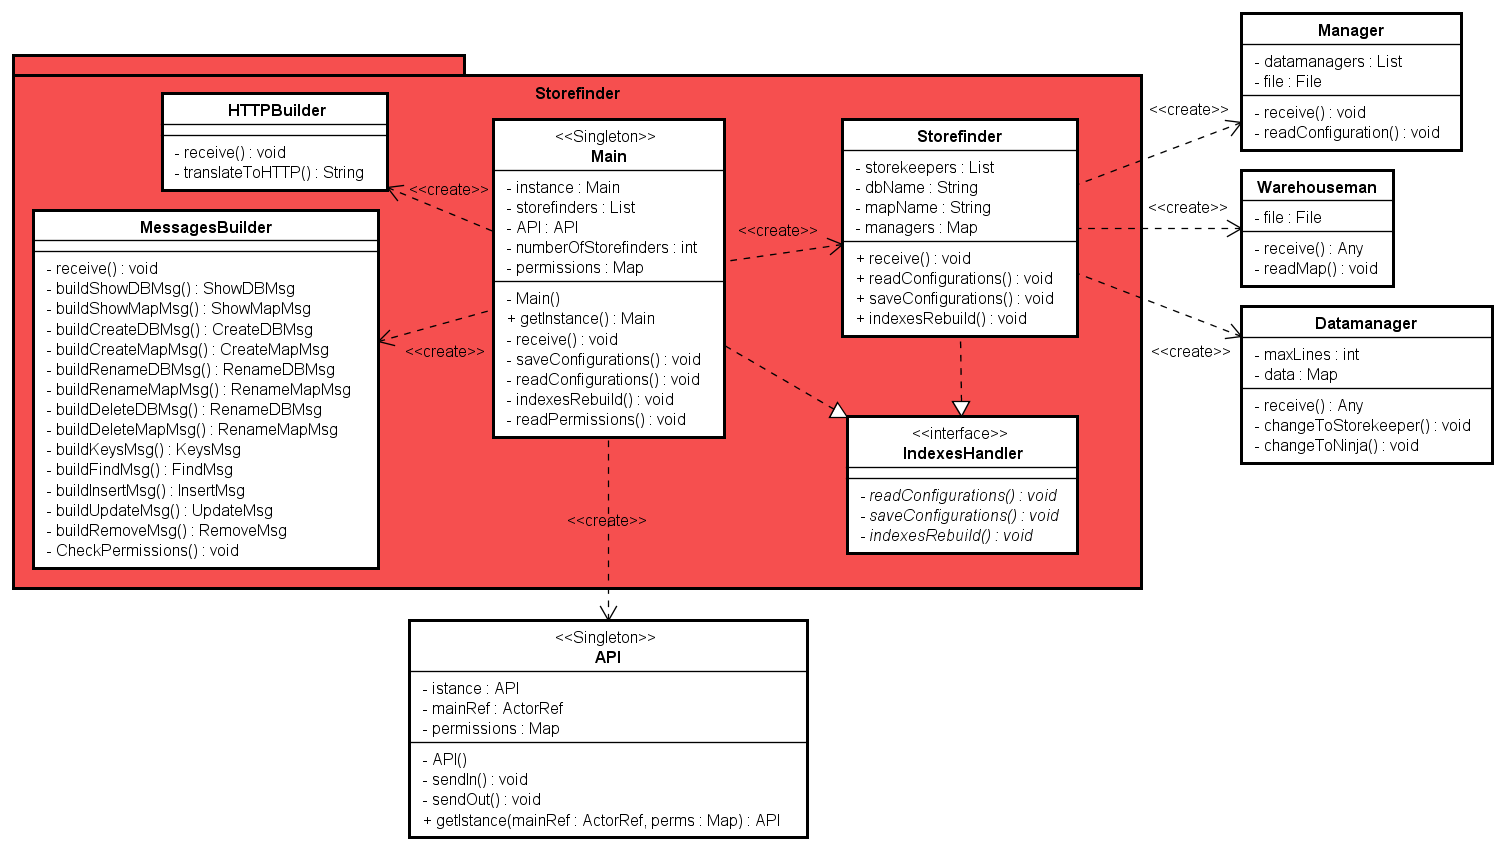 Storefinder
HTTPBuilder
- receive() : void
- translateToHTTP() : String
MessagesBuilder
- receive() : void
- buildShowDBMsg() : ShowDBMsg
- buildShowMapMsg() : ShowMapMsg
- buildCreateDBMsg() : CreateDBMsg
- buildCreateMapMsg() : CreateMapMsg
- buildRenameDBMsg() : RenameDBMsg
- buildRenameMapMsg() : RenameMapMsg
- buildDeleteDBMsg() : RenameDBMsg
- buildDeleteMapMsg() : RenameMapMsg
- buildKeysMsg() : KeysMsg
- buildFindMsg() : FindMsg
- buildInsertMsg() : InsertMsg
- buildUpdateMsg() : UpdateMsg
- buildRemoveMsg() : RemoveMsg
- CheckPermissions() : void
<<create>>
<<create>>
<<Singleton>>
Main
- instance : Main
- storefinders : List
- API : API
- numberOfStorefinders : int
- permissions : Map
- Main()
+ getInstance() : Main
- receive() : void
- saveConfigurations() : void
- readConfigurations() : void
- indexesRebuild() : void
- readPermissions() : void
<<create>>
<<create>>
Storefinder
- storekeepers : List
- dbName : String
- mapName : String
- managers : Map
+ receive() : void
+ readConfigurations() : void
+ saveConfigurations() : void
+ indexesRebuild() : void
<<interface>>
IndexesHandler
- readConfigurations() : void
- saveConfigurations() : void
- indexesRebuild() : void
<<create>>
<<create>>
<<create>>
Manager
- datamanagers : List
- file : File
- receive() : void
- readConfiguration() : void
Warehouseman
- file : File
- receive() : Any
- readMap() : void
Datamanager
- maxLines : int
- data : Map
- receive() : Any
- changeToStorekeeper() : void
- changeToNinja() : void
<<Singleton>>
API
- istance : API
- mainRef : ActorRef
- permissions : Map
- API()
- sendIn() : void
- sendOut() : void
+ getIstance(mainRef : ActorRef, perms : Map) : API